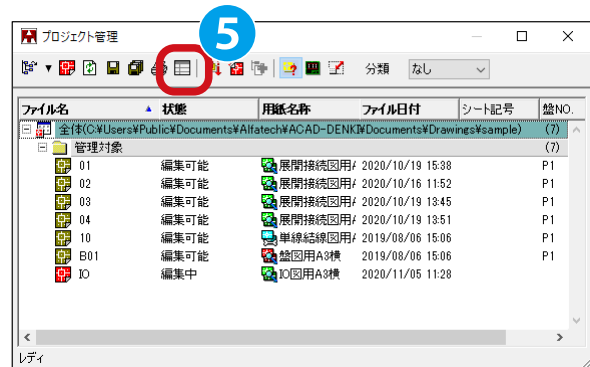 プロジェクト管理
5
分類 なし
ファイル名 状態 用紙名称 ファイル日付 シート記号 盤NO.
全体(C:¥Users¥Public¥Documents¥Alfatech¥ACAD-DENKI¥Documents¥Drawings¥sample) (7)
管理対象 (7)
01 編集可能 展開接続図用 2020/10/19 15:38 P1
02 編集可能 展開接続図用 2020/10/16 11:52 P1
03 編集可能 展開接続図用 2020/10/19 13:45 P1
04 編集可能 展開接続図用 2020/10/19 13:51 P1
10 編集可能 単線結線図用 2019/08/06 15:06 P1
B01 編集可能 盤図用A3横 2019/08/06 15:06 P1
IO 編集中 IO図用A3横 2020/11/05 11:28
レディ